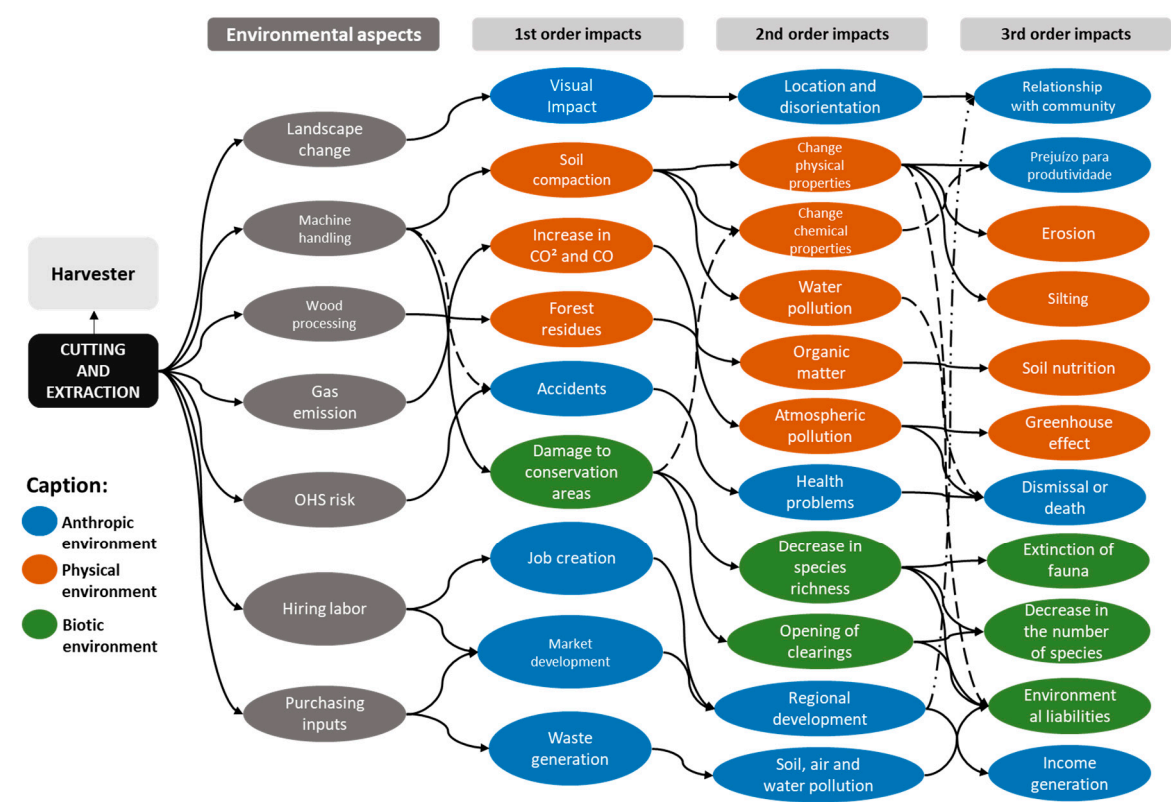 Environmental aspects
1st order impacts
2nd order impacts
3rd order impacts
Harvester
CUTTING
AND
EXTRACTION
Landscape
change
Machine
handling
Wood
processing
Gas
emission
OHS risk
Hiring labor
Purchasing
inputs
Visual
Impact
Soil
compaction
Increase in
CO² and CO
Forest
residues
Accidents
Damage to
conservation
areas
Job creation
Market
development
Waste
generation
Location and
disorientation
Change
physical
properties
Change
chemical
properties
Water
pollution
Organic
matter
Atmospheric
pollution
Health
problems
Decrease in
species
richness
Opening of
clearings
Regional
development
Soil, air and
water pollution
Relationship
with community
Prejuízo para
produtividade
Erosion
Silting
Soil nutrition
Greenhouse
effect
Dismissal or
death
Extinction of
fauna
Decrease in
the number
of species
Environment
al liabilities
Income
generation
Caption:
Anthropic
environment
Physical
environment
Biotic
environment